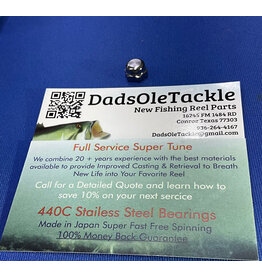 DadsOleTackle
New Fishing Reel Parts
16245 FM 1484 RD
Conroe Texas 77303
936-264-4167
DadsOleTackle@gmail.com
Full Service Super Tune
We combine 20 + years experience with the best materials
available to provide Improved Casting & Retrieval to Breath
New Life into Your Favorite Reel
Call for a Detailed Quote and learn how to
save 10% on your next service
440C Stailess Steel Bearings
Made in Japan Super Fast Free Spinning
100% Money Back Guarantee